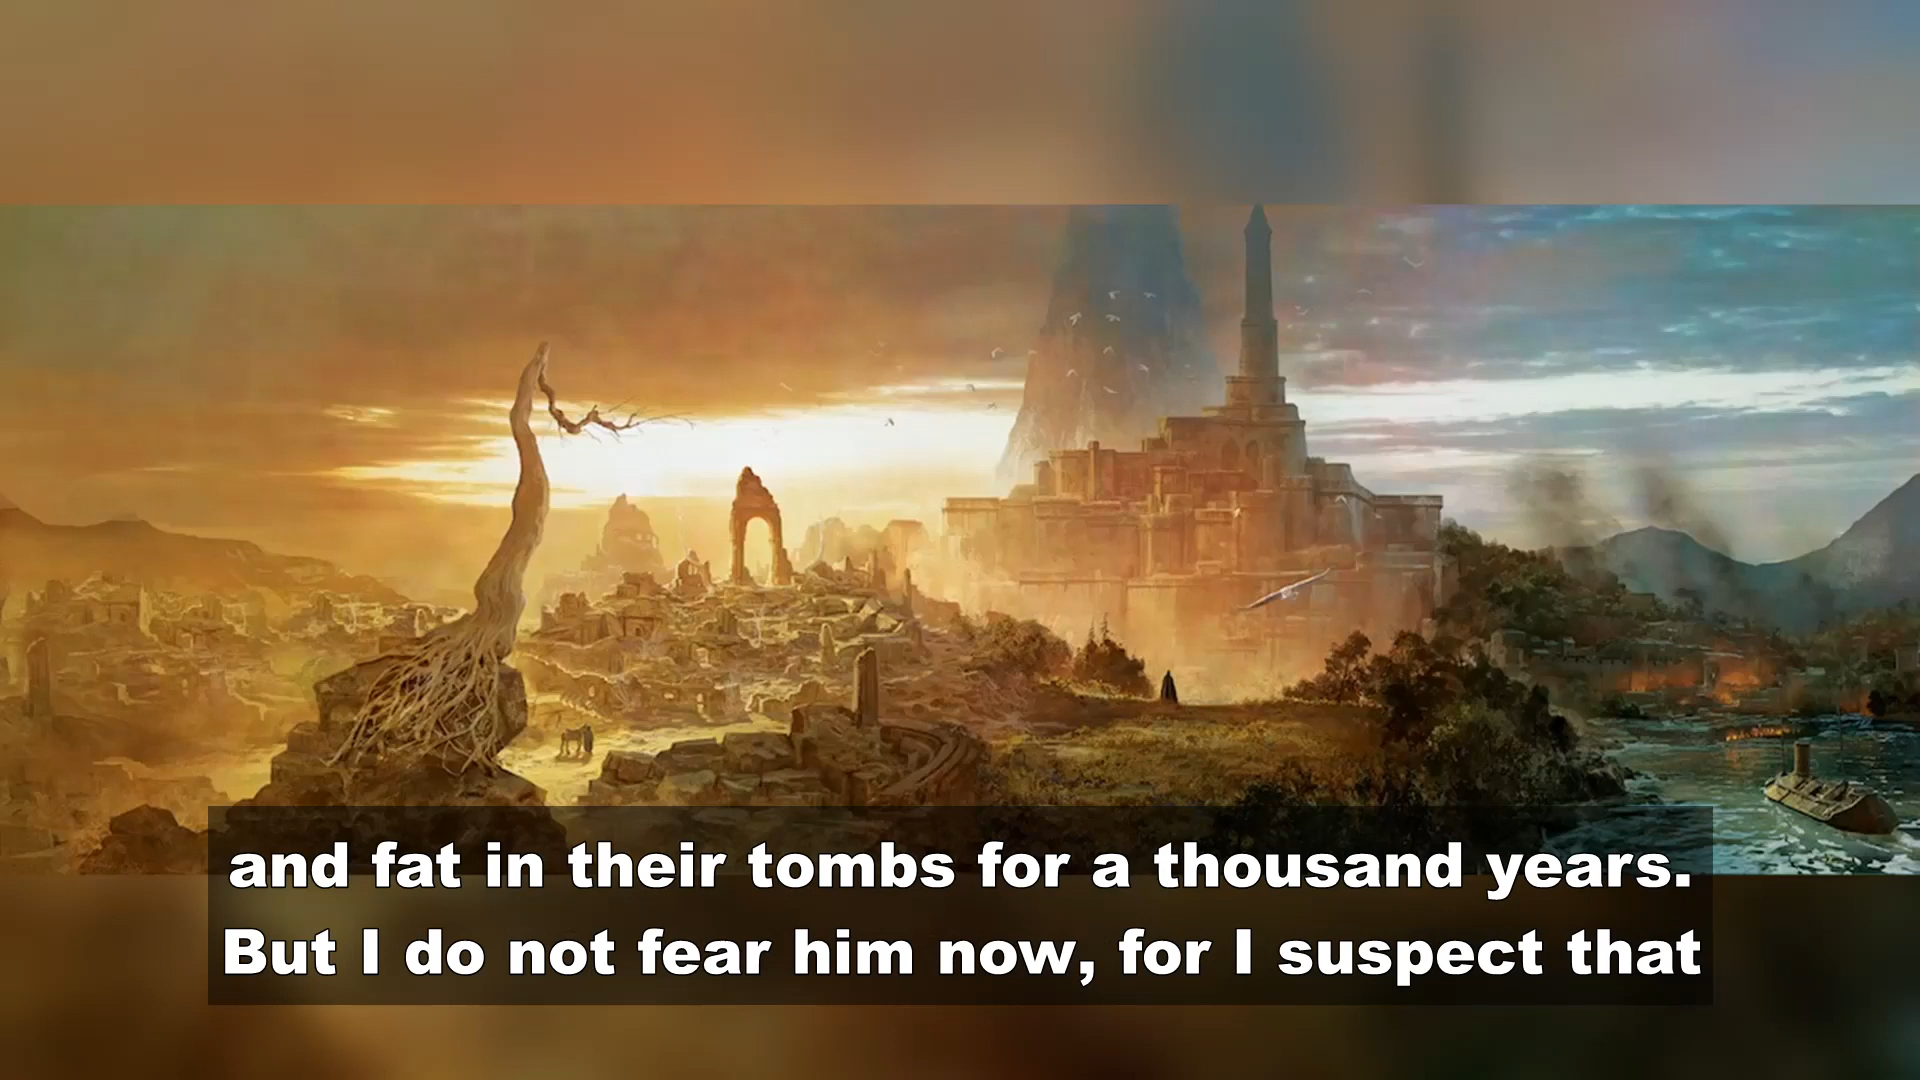 and fat in their tombs for a thousand years.
But I do not fear him now, for I suspect that